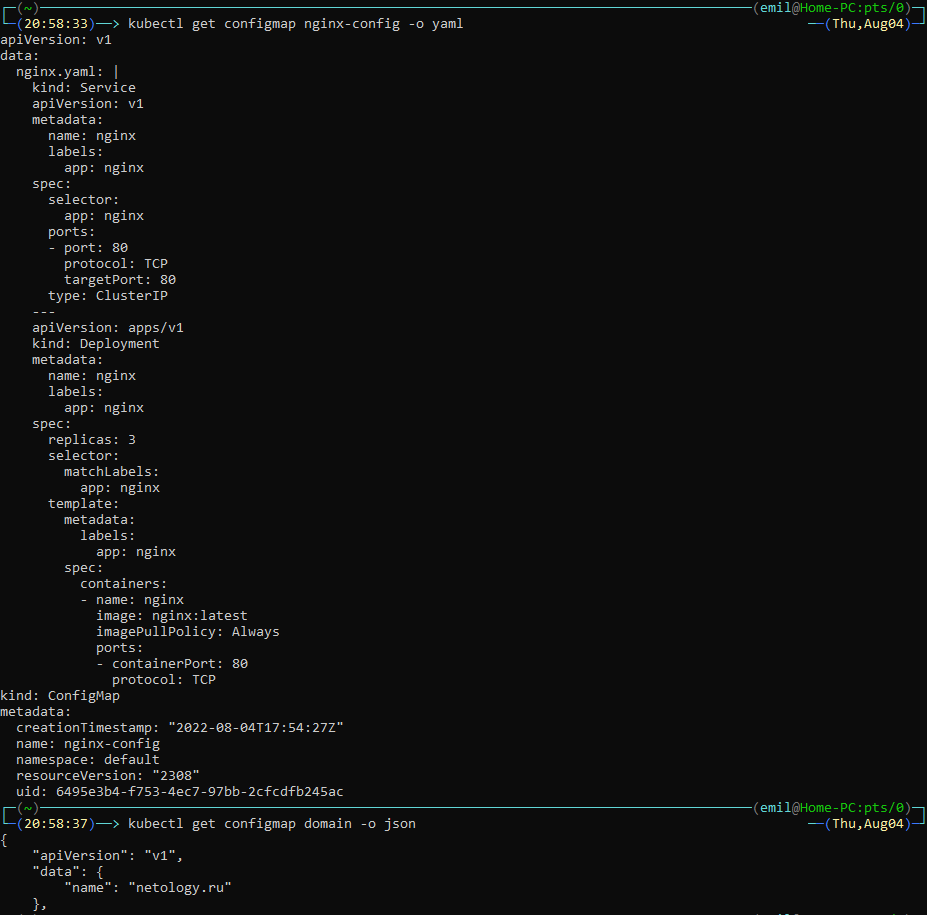 (~) (emil@Home-PC:pts/0)
(20:58:33)──> kubectl get configmap nginx-config -o yaml (Thu,Aug04)
apiVersion: v1
data:
  nginx.yaml: |
    kind: Service
    apiVersion: v1
    metadata:
      name: nginx
      labels:
        app: nginx
    spec:
      selector:
        app: nginx
      ports:
      - port: 80
        protocol: TCP
        targetPort: 80
      type: ClusterIP
    ---
    apiVersion: apps/v1
    kind: Deployment
    metadata:
      name: nginx
      labels:
        app: nginx
    spec:
      replicas: 3
      selector:
        matchLabels:
          app: nginx
      template:
        metadata:
          labels:
            app: nginx
        spec:
          containers:
          - name: nginx
            image: nginx:latest
            imagePullPolicy: Always
            ports:
            - containerPort: 80
              protocol: TCP
kind: ConfigMap
metadata:
  creationTimestamp: "2022-08-04T17:54:27Z"
  name: nginx-config
  namespace: default
  resourceVersion: "2308"
  uid: 6495e3b4-f753-4ec7-97bb-2cfcdfb245ac
(~) (emil@Home-PC:pts/0)
(20:58:37)──> kubectl get configmap domain -o json (Thu,Aug04)
{
    "apiVersion": "v1",
    "data": {
        "name": "netology.ru"
    },